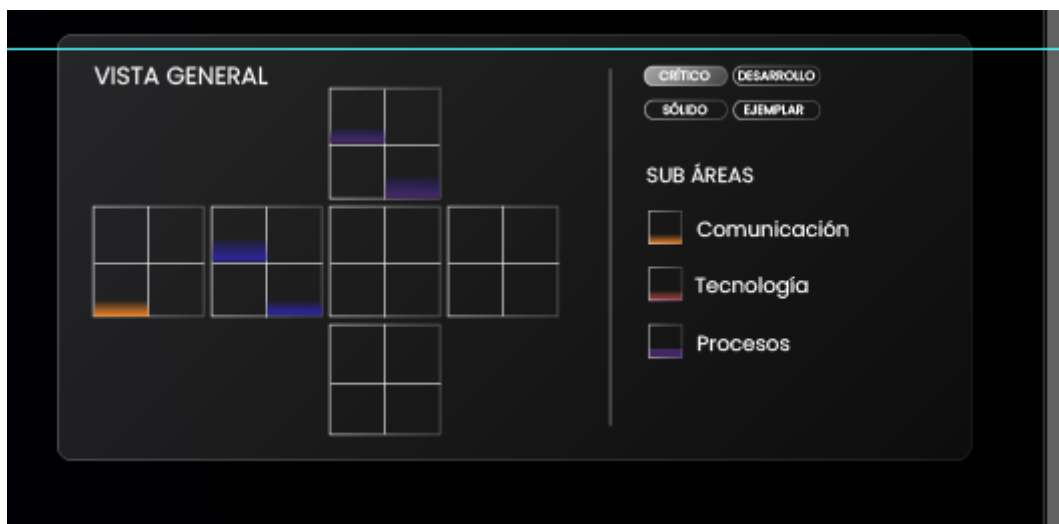 VISTA GENERAL
CRÍTICO
DESARROLLO
SÓLIDO
EJEMPLAR
SUB ÁREAS
Comunicación
Tecnología
Procesos